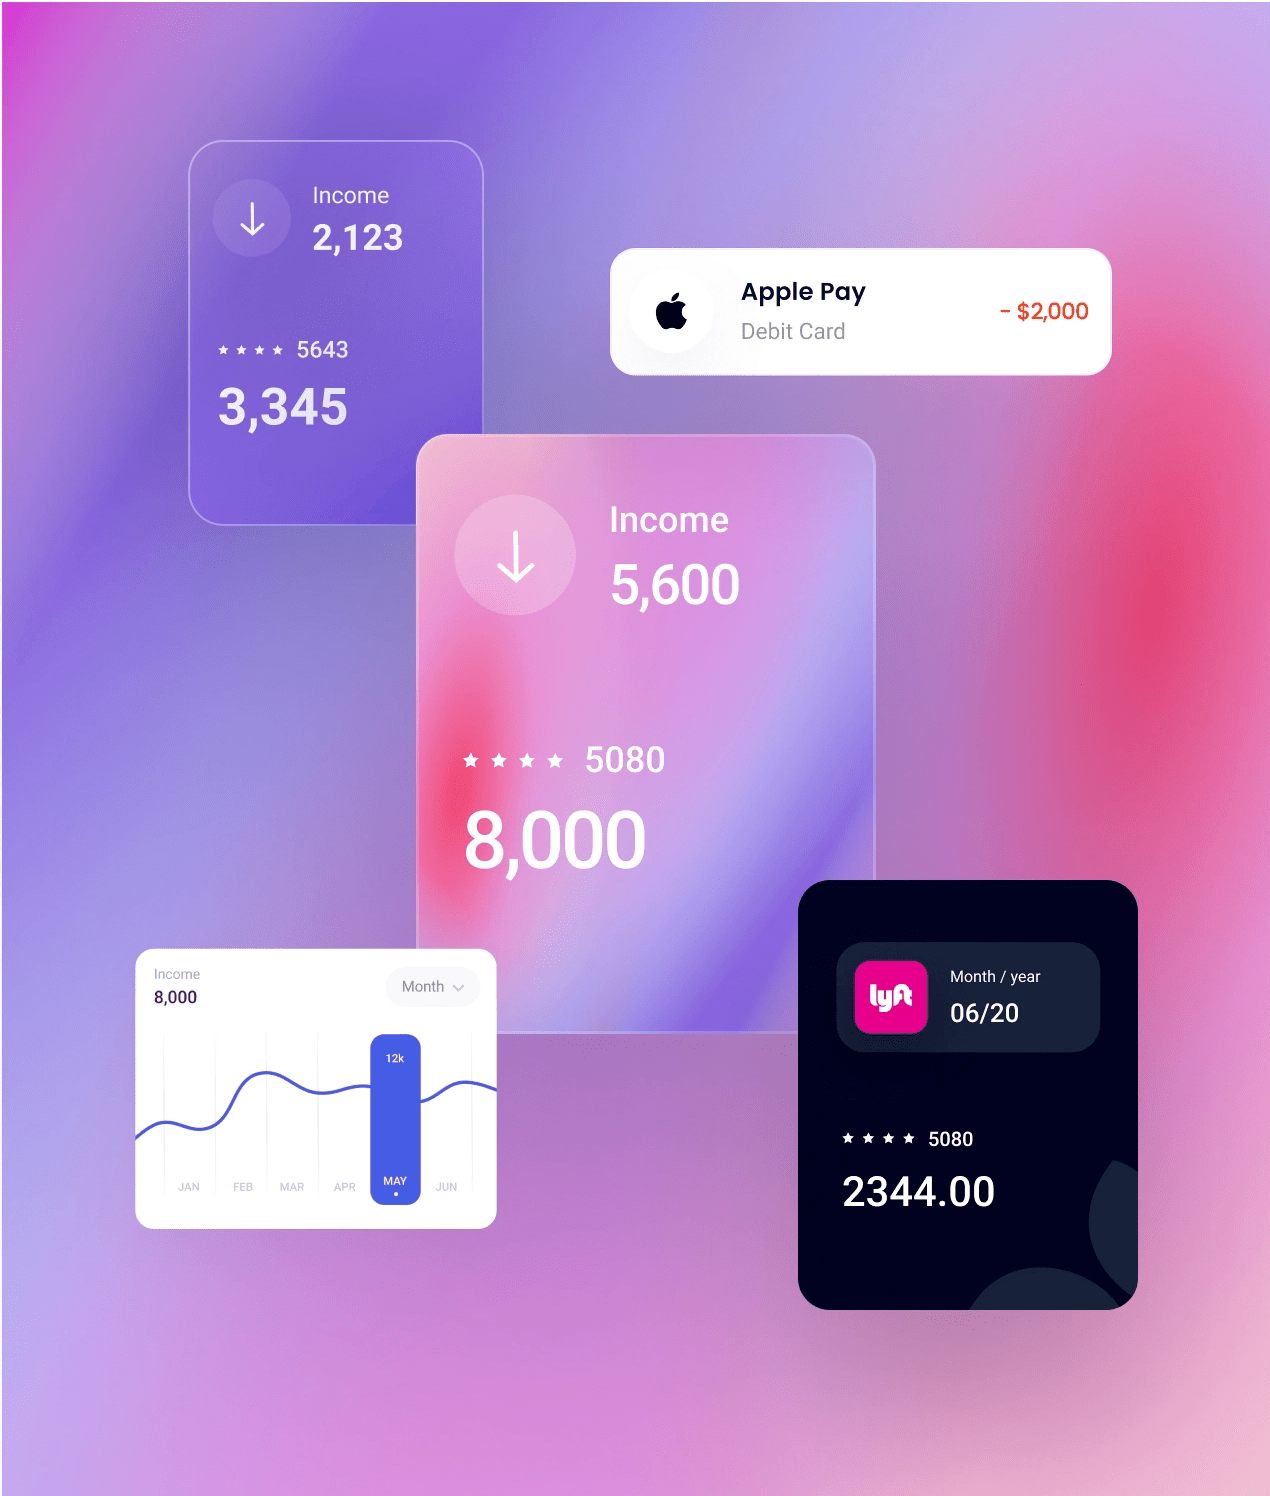 Income
2,123
★ ★ ★ ★ 5643
3,345
Apple Pay
Debit Card
- $2,000
Income
5,600
★ ★ ★ ★ 5080
8,000
Income
8,000
Month
12k
JAN FEB MAR APR MAY JUN
lyft
Month / year
06/20
★ ★ ★ ★ 5080
2344.00